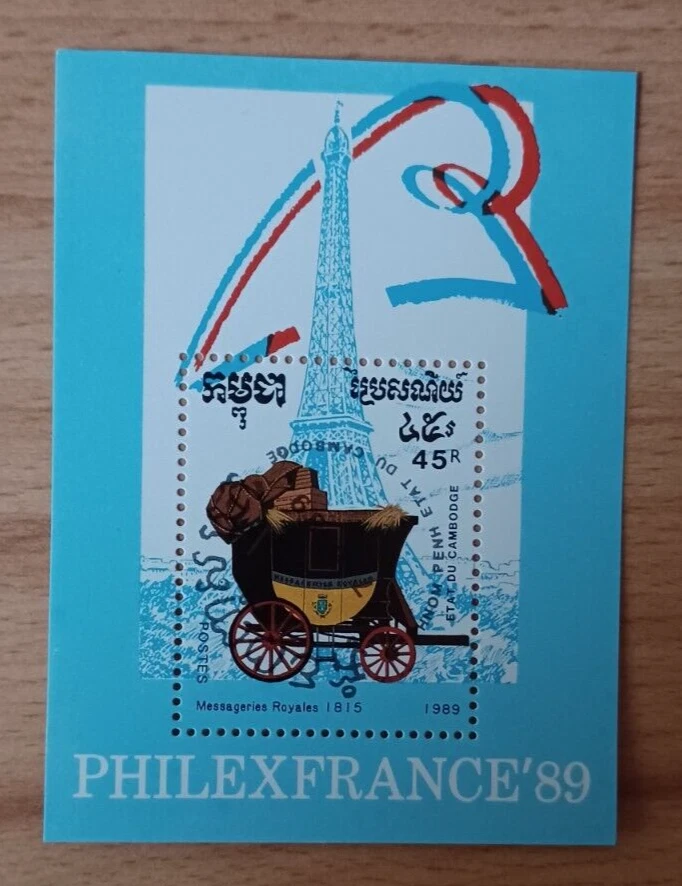 កម្ពុជា
ប្រៃសណីយ៍
៤៥រ
45R
ETAT DU CAMBODGE
PHNOM-PENH ETAT DU CAMBODGE
MESSAGERIES ROYALES
POSTES
Messageries Royales 1815
1989
PHILEXFRANCE'89